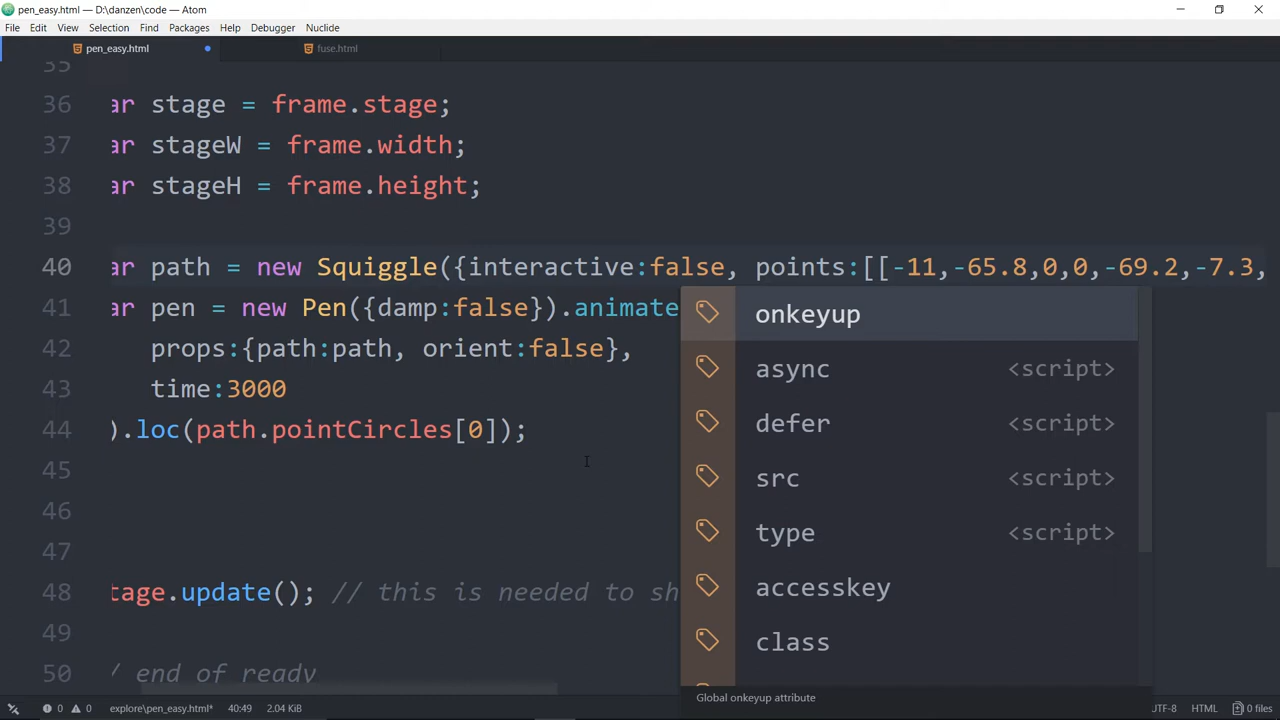 pen_easy.html — D:\danzen\code — Atom
File Edit View Selection Find Packages Help Debugger Nuclide
pen_easy.html fuse.html
35
36 ar stage = frame.stage;
37 ar stageW = frame.width;
38 ar stageH = frame.height;
39
40 ar path = new Squiggle({interactive:false, points:[[-11,-65.8,0,0,-69.2,-7.3,
41 ar pen = new Pen({damp:false}).animate
42 props:{path:path, orient:false},
43 time:3000
44 ).loc(path.pointCircles[0]);
45
46
47
48 tage.update(); // this is needed to sh
49
50 / end of ready
onkeyup
async <script>
defer <script>
src <script>
type <script>
accesskey
class
Global onkeyup attribute
0 0 explore\pen_easy.html* 40:49 2.04 KiB UTF-8 HTML 0 files